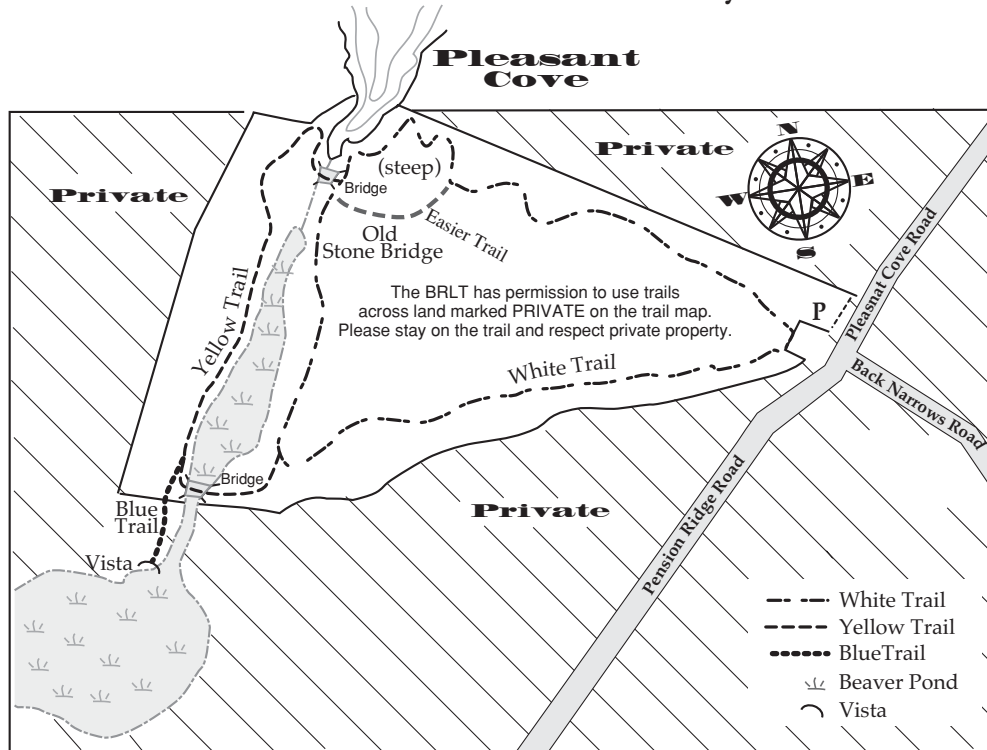 Pleasant
Cove
Private
Private
N
W
E
S
(steep)
Bridge
Easier Trail
Old
Stone Bridge
Yellow Trail
The BRLT has permission to use trails
across land marked PRIVATE on the trail map.
Please stay on the trail and respect private property.
P
Pleasnat Cove Road
White Trail
Back Narrows Road
Bridge
Pension Ridge Road
Private
Blue
Trail
Vista
White Trail
Yellow Trail
BlueTrail
Beaver Pond
Vista